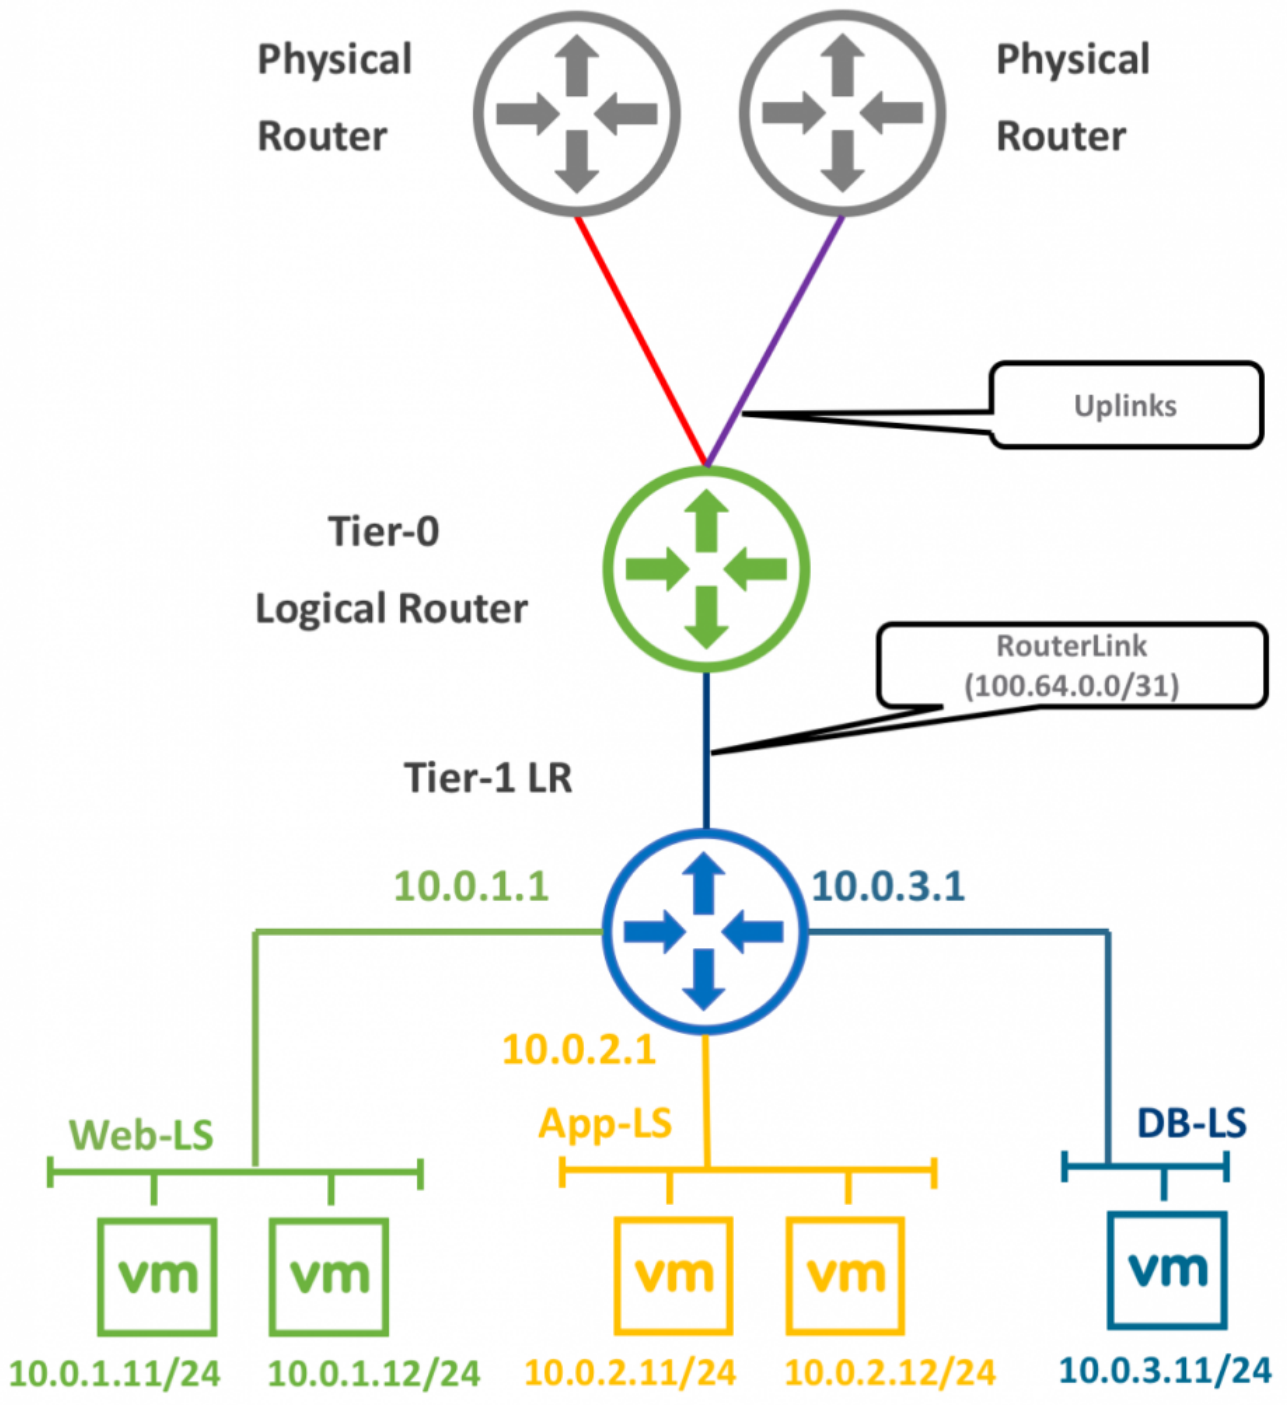 Physical
Router
Physical
Router
Uplinks
Tier-0
Logical Router
RouterLink
(100.64.0.0/31)
Tier-1 LR
10.0.1.1
10.0.3.1
10.0.2.1
Web-LS
App-LS
DB-LS
vm
vm
vm
vm
vm
10.0.1.11/24
10.0.1.12/24
10.0.2.11/24
10.0.2.12/24
10.0.3.11/24